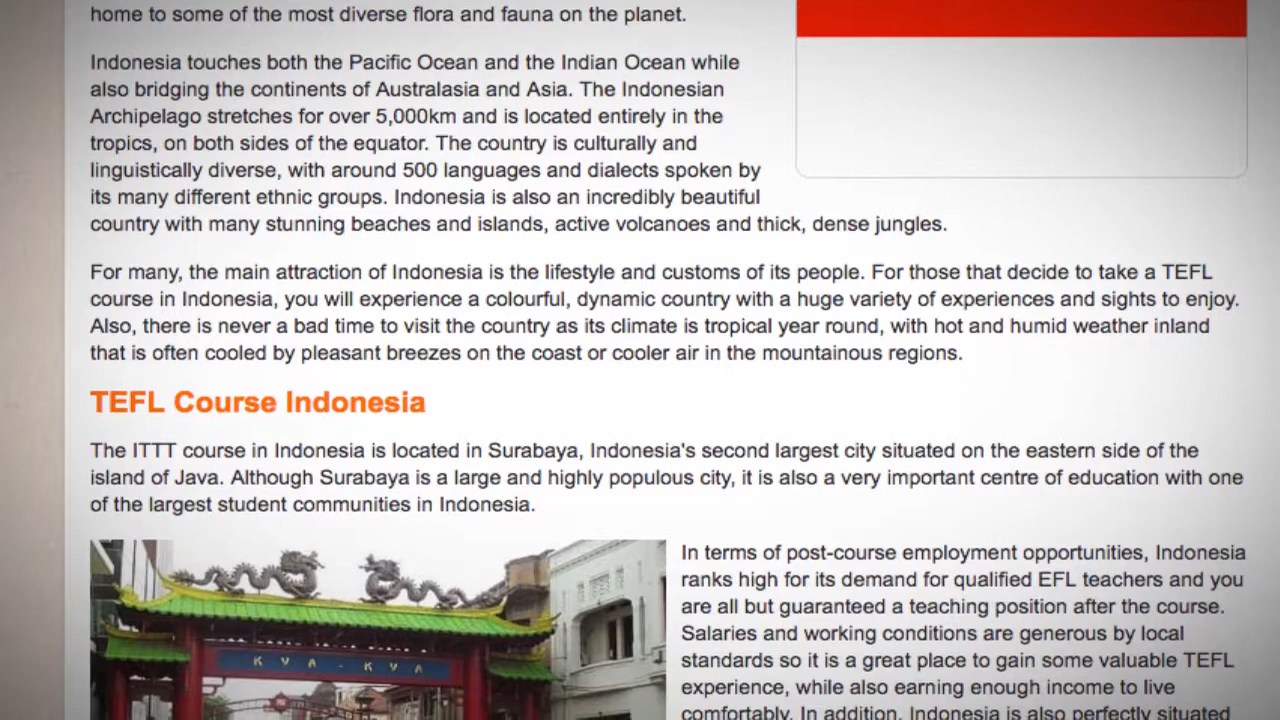 home to some of the most diverse flora and fauna on the planet.
Indonesia touches both the Pacific Ocean and the Indian Ocean while
also bridging the continents of Australasia and Asia. The Indonesian
Archipelago stretches for over 5,000km and is located entirely in the
tropics, on both sides of the equator. The country is culturally and
linguistically diverse, with around 500 languages and dialects spoken by
its many different ethnic groups. Indonesia is also an incredibly beautiful
country with many stunning beaches and islands, active volcanoes and thick, dense jungles.
For many, the main attraction of Indonesia is the lifestyle and customs of its people. For those that decide to take a TEFL
course in Indonesia, you will experience a colourful, dynamic country with a huge variety of experiences and sights to enjoy.
Also, there is never a bad time to visit the country as its climate is tropical year round, with hot and humid weather inland
that is often cooled by pleasant breezes on the coast or cooler air in the mountainous regions.
TEFL Course Indonesia
The ITTT course in Indonesia is located in Surabaya, Indonesia's second largest city situated on the eastern side of the
island of Java. Although Surabaya is a large and highly populous city, it is also a very important centre of education with one
of the largest student communities in Indonesia.
KYA - KYA
In terms of post-course employment opportunities, Indonesia
ranks high for its demand for qualified EFL teachers and you
are all but guaranteed a teaching position after the course.
Salaries and working conditions are generous by local
standards so it is a great place to gain some valuable TEFL
experience, while also earning enough income to live
comfortably. In addition, Indonesia is also perfectly situated